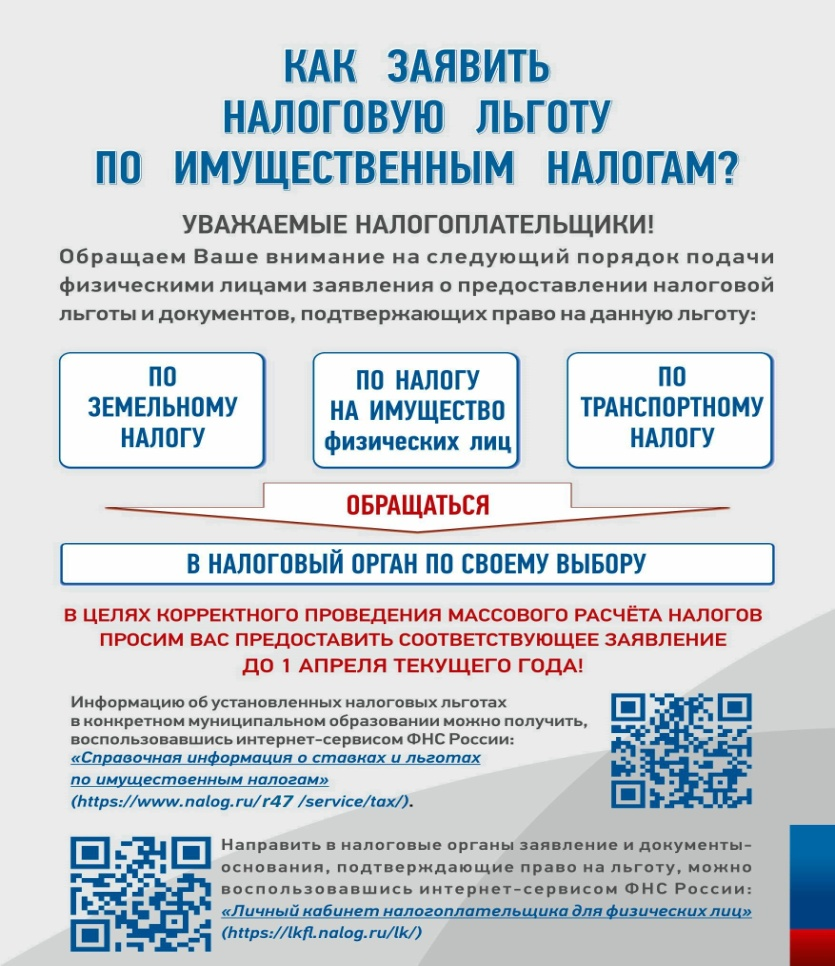 КАК ЗАЯВИТЬ
НАЛОГОВУЮ ЛЬГОТУ
ПО ИМУЩЕСТВЕННЫМ НАЛОГАМ?
УВАЖАЕМЫЕ НАЛОГОПЛАТЕЛЬЩИКИ!
Обращаем Ваше внимание на следующий порядок подачи
физическими лицами заявления о предоставлении налоговой
льготы и документов, подтвержающих право на данную льготу:
ПО
ЗЕМЕЛЬНОМУ
НАЛОГУ
ПО НАЛОГУ
НА ИМУЩЕСТВО
физических лиц
ПО
ТРАНСПОРТНОМУ
НАЛОГУ
ОБРАЩАТЬСЯ
В НАЛОГОВЫЙ ОРГАН ПО СВОЕМУ ВЫБОРУ
В ЦЕЛЯХ КОРРЕКТНОГО ПРОВЕДЕНИЯ МАССОВОГО РАСЧЁТА НАЛОГОВ
ПРОСИМ ВАС ПРЕДОСТАВИТЬ СООТВЕТСТВУЮЩЕЕ ЗАЯВЛЕНИЕ
ДО 1 АПРЕЛЯ ТЕКУЩЕГО ГОДА!
Информацию об установленных налоговых льготах
в конкретном муниципальном образовании можно получить,
воспользовавшись интернет-сервисом ФНС России:
«Справочная информация о ставках и льготах
по имущественным налогам»
(https://www.nalog.ru/r47 /service/tax/).
Направить в налоговые органы заявление и документы-
основания, подтверждающие право на льготу, можно
воспользовавшись интернет-сервисом ФНС России:
«Личный кабинет налогоплательщика для физических лиц»
(https://lkfl.nalog.ru/lk/)